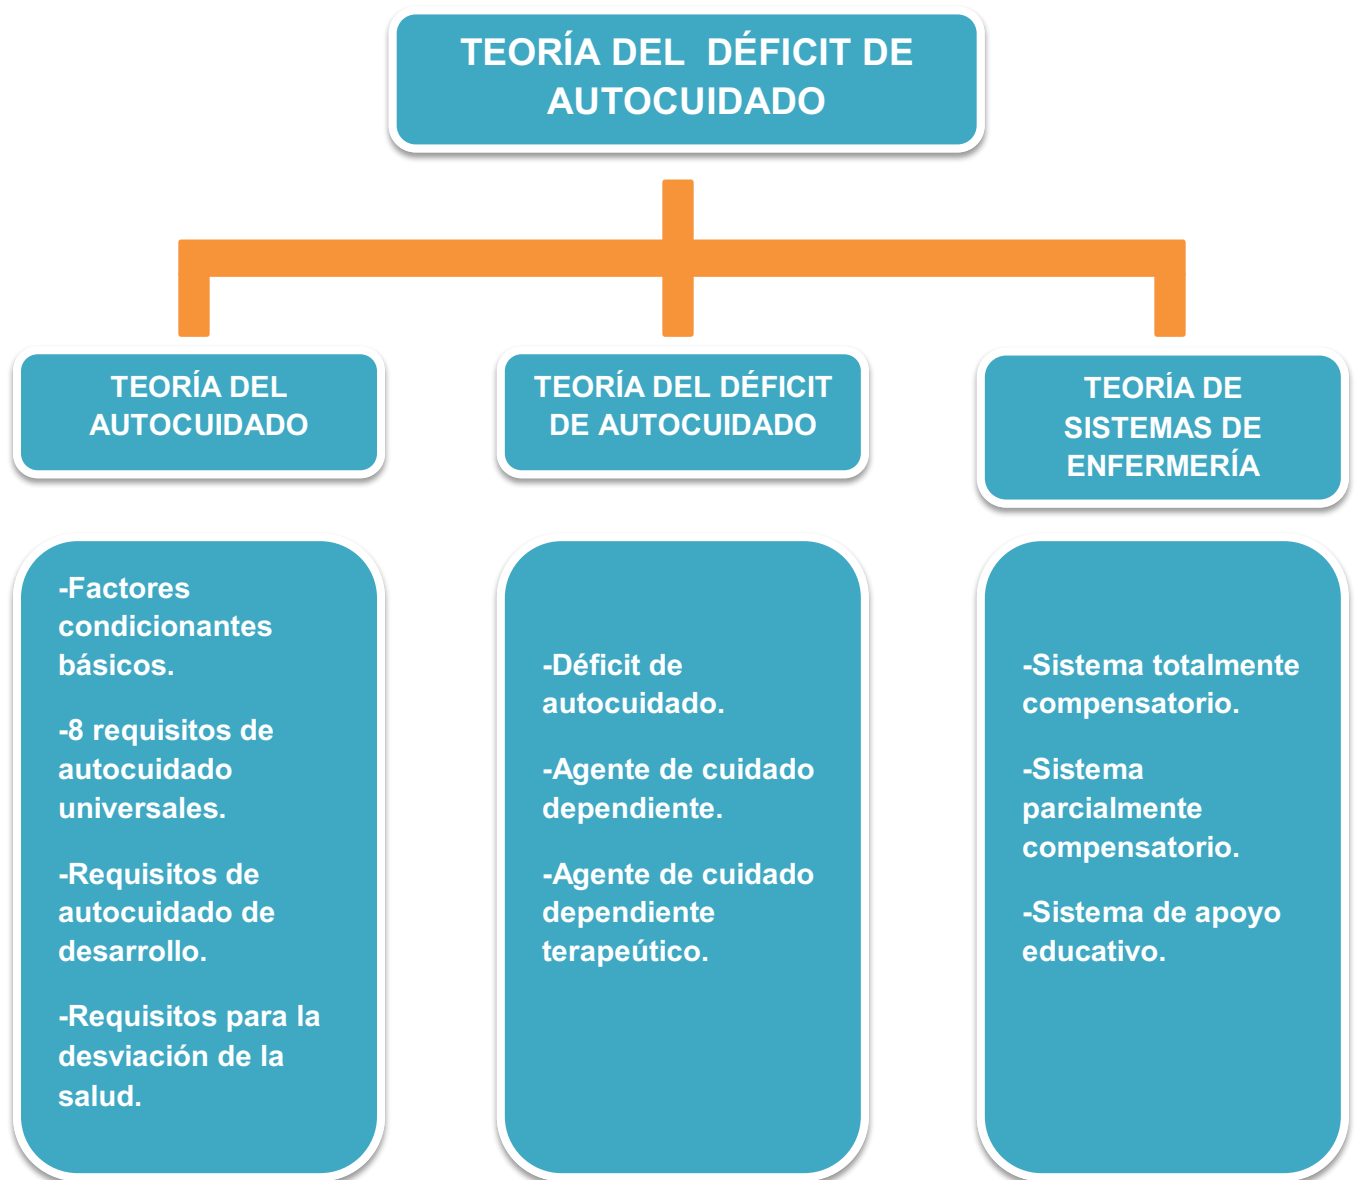 TEORÍA DEL  DÉFICIT DE
AUTOCUIDADO
TEORÍA DEL
AUTOCUIDADO
TEORÍA DEL DÉFICIT
DE AUTOCUIDADO
TEORÍA DE
SISTEMAS DE
ENFERMERÍA
-Factores
condicionantes
básicos.
-8 requisitos de
autocuidado
universales.
-Requisitos de
autocuidado de
desarrollo.
-Requisitos para la
desviación de la
salud.
-Déficit de
autocuidado.
-Agente de cuidado
dependiente.
-Agente de cuidado
dependiente
terapeútico.
-Sistema totalmente
compensatorio.
-Sistema
parcialmente
compensatorio.
-Sistema de apoyo
educativo.